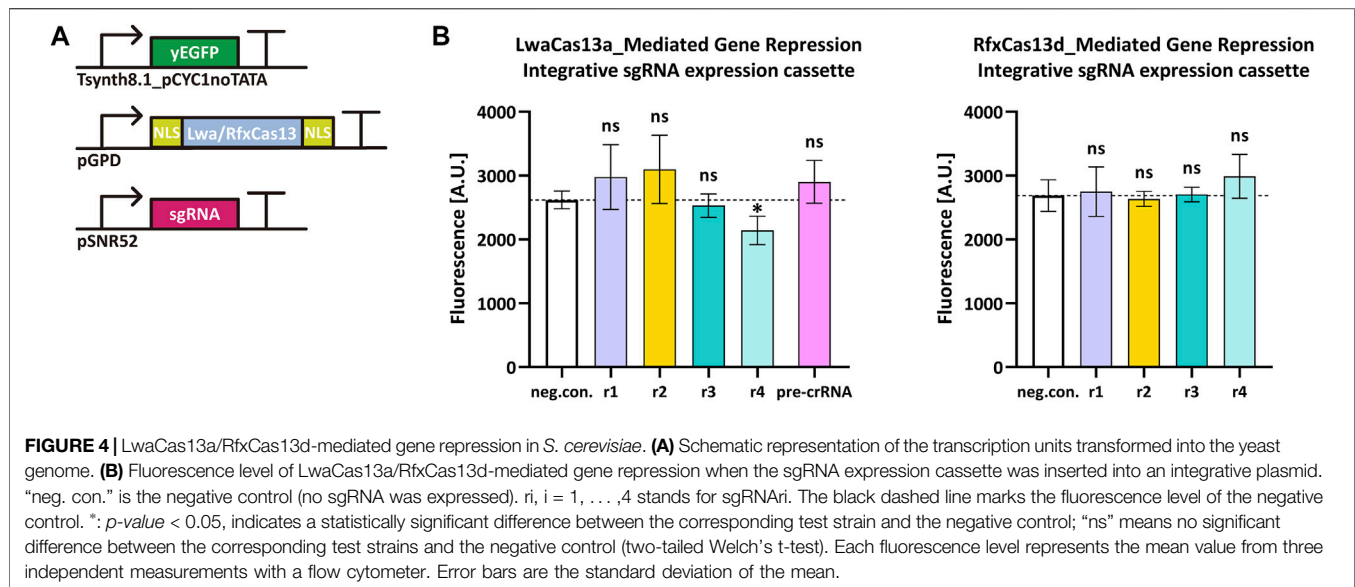 A
yEGFP
Tsynth8.1_pCYC1noTATA
NLS Lwa/RfxCas13 NLS
pGPD
sgRNA
pSNR52
B
LwaCas13a_Mediated Gene Repression
Integrative sgRNA expression cassette
Fluorescence [A.U.]
4000
3000
2000
1000
0
ns
ns
ns
*
ns
neg.con. r1 r2 r3 r4 pre-crRNA
RfxCas13d_Mediated Gene Repression
Integrative sgRNA expression cassette
Fluorescence [A.U.]
4000
3000
2000
1000
0
ns
ns
ns
ns
neg.con. r1 r2 r3 r4
FIGURE 4 | LwaCas13a/RfxCas13d-mediated gene repression in S. cerevisiae. (A) Schematic representation of the transcription units transformed into the yeast
genome. (B) Fluorescence level of LwaCas13a/RfxCas13d-mediated gene repression when the sgRNA expression cassette was inserted into an integrative plasmid.
“neg. con.” is the negative control (no sgRNA was expressed). ri, i = 1, . . . ,4 stands for sgRNAri. The black dashed line marks the fluorescence level of the negative
control. *: p-value < 0.05, indicates a statistically significant difference between the corresponding test strain and the negative control; “ns” means no significant
difference between the corresponding test strains and the negative control (two-tailed Welch’s t-test). Each fluorescence level represents the mean value from three
independent measurements with a flow cytometer. Error bars are the standard deviation of the mean.